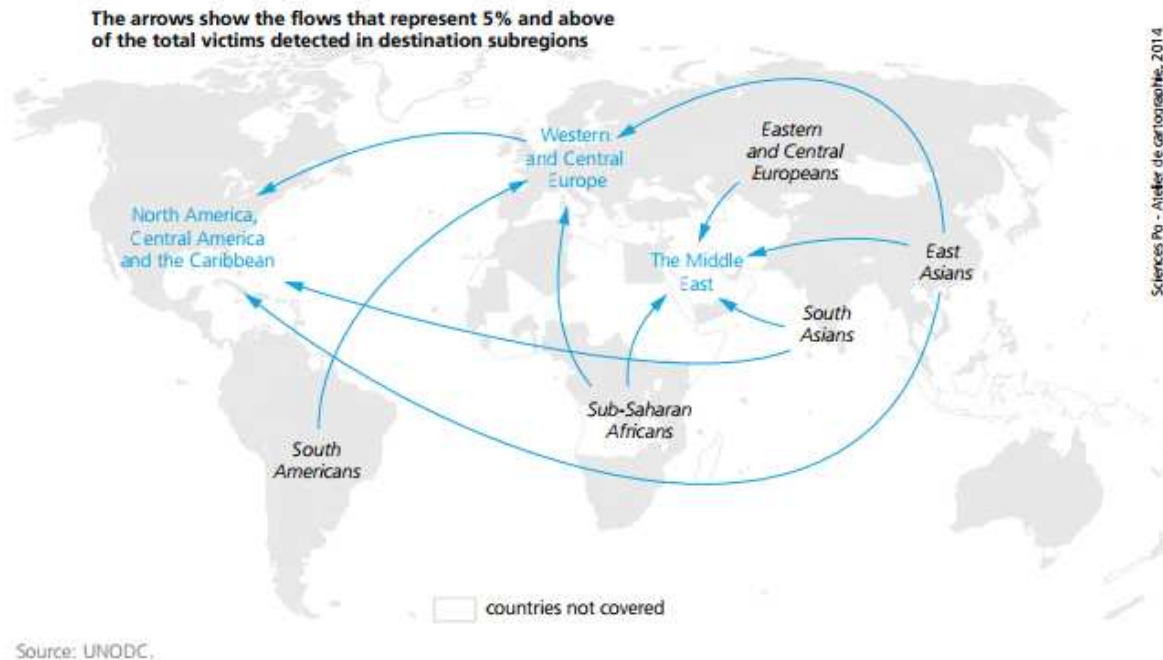 The arrows show the flows that represent 5% and above
of the total victims detected in destination subregions
Sciences Po - Atelier de cartographie, 2014
Western
and Central
Europe
Eastern
and Central
Europeans
North America,
Central America
and the Caribbean
The Middle
East
East
Asians
South
Asians
Sub-Saharan
Africans
South
Americans
countries not covered
Source: UNODC.